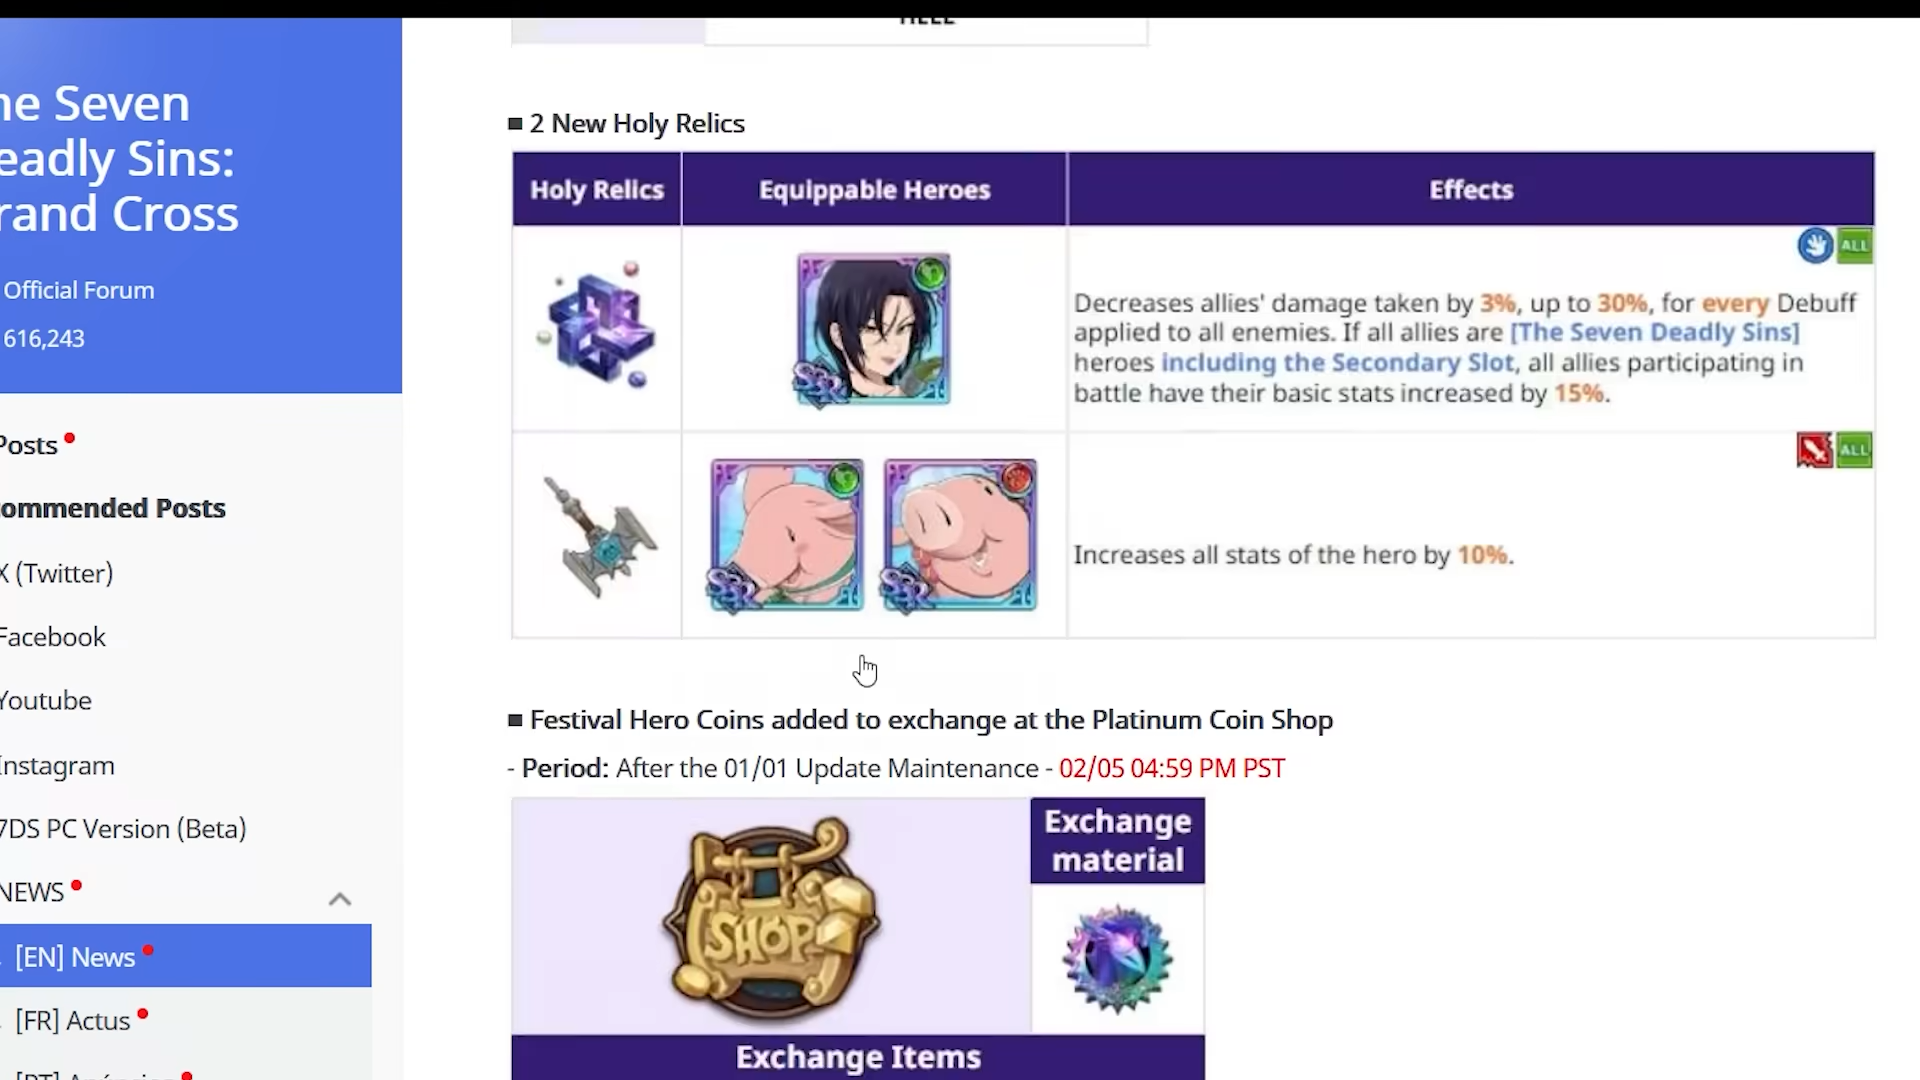 he Seven
eadly Sins:
rand Cross
Official Forum
616,243
Posts
ommended Posts
X (Twitter)
Facebook
Youtube
Instagram
7DS PC Version (Beta)
NEWS
[EN] News
[FR] Actus
HELL
■ 2 New Holy Relics
Holy Relics
Equippable Heroes
Effects
SSR
ALL
Decreases allies' damage taken by 3%, up to 30%, for every Debuff
applied to all enemies. If all allies are [The Seven Deadly Sins]
heroes including the Secondary Slot, all allies participating in
battle have their basic stats increased by 15%.
SSR
SSR
ALL
Increases all stats of the hero by 10%.
■ Festival Hero Coins added to exchange at the Platinum Coin Shop
- Period: After the 01/01 Update Maintenance - 02/05 04:59 PM PST
SHOP
Exchange
material
Exchange Items